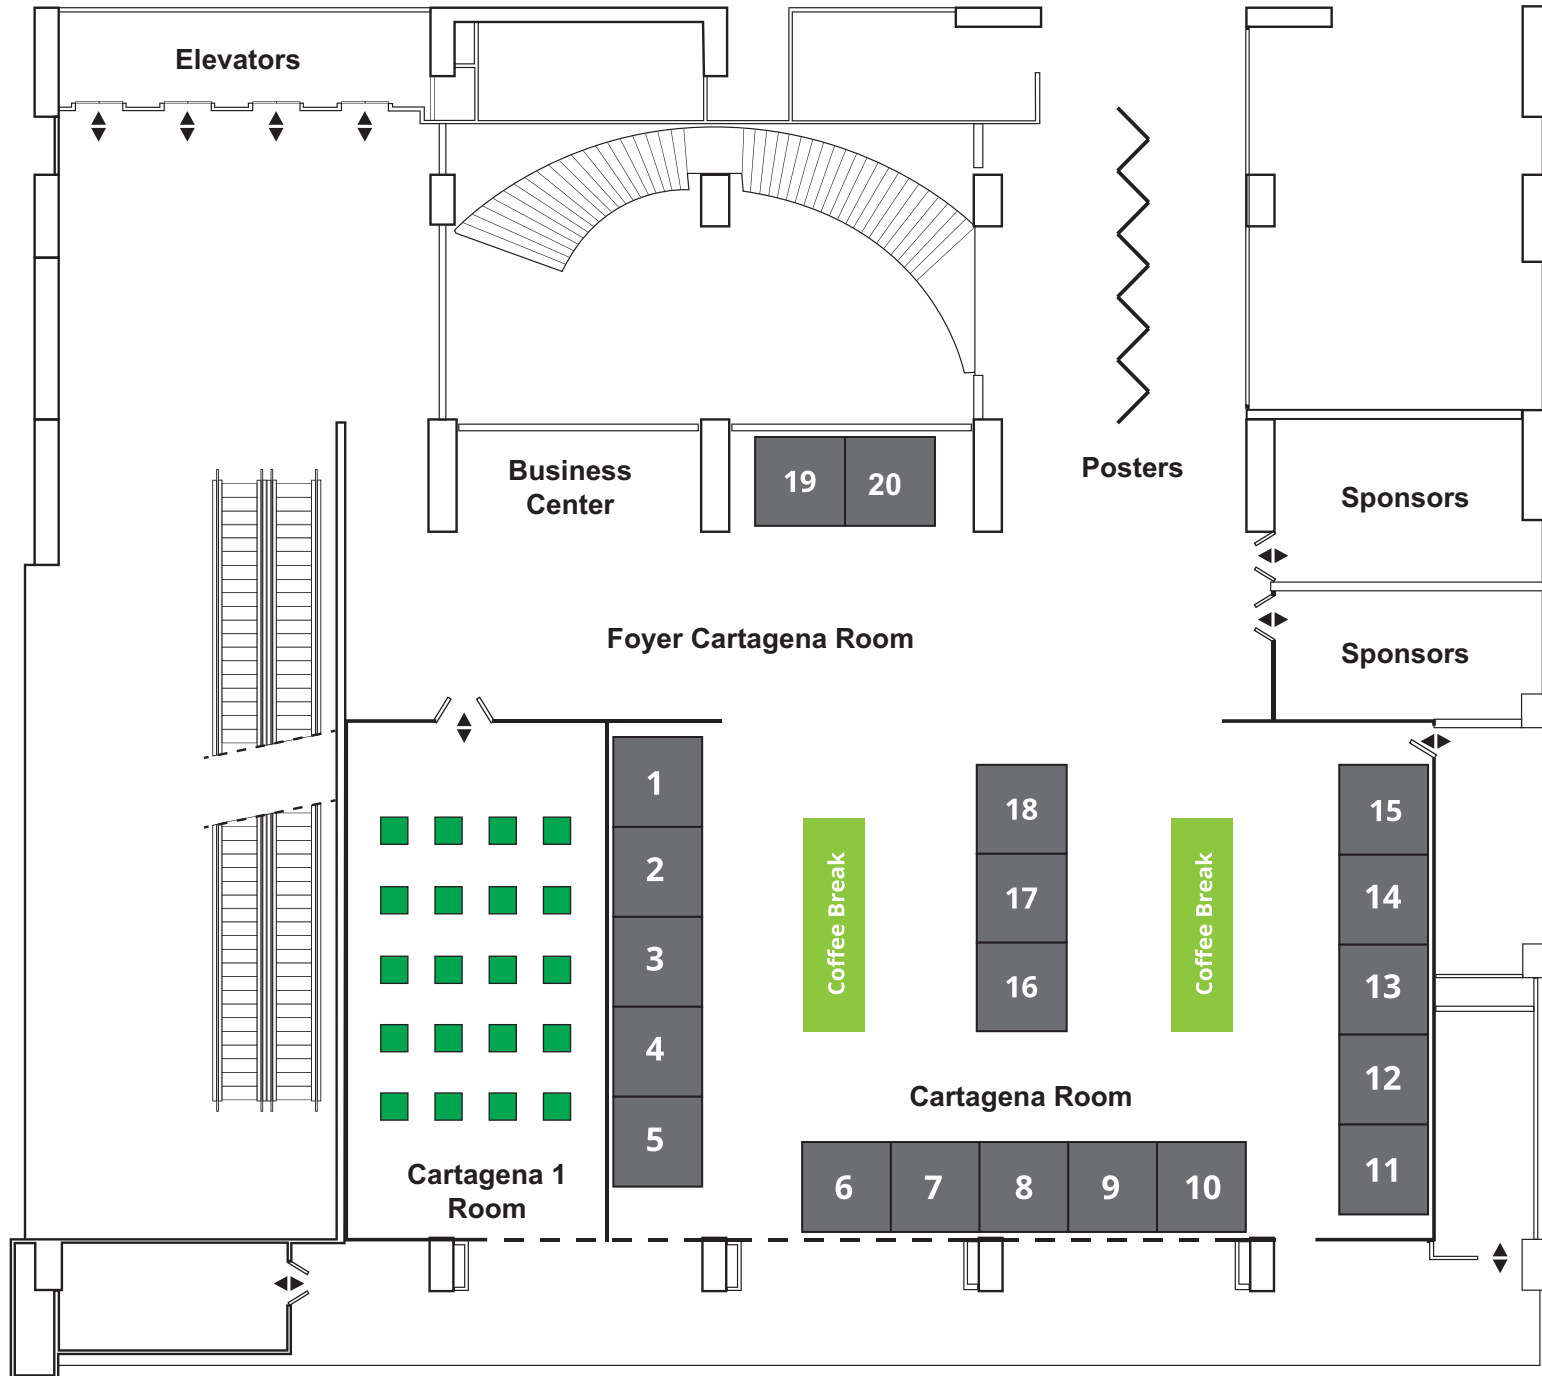 Elevators
Business
Center
19
20
Posters
Sponsors
Foyer Cartagena Room
Sponsors
1
2
3
4
5
Coffee Break
18
17
16
Coffee Break
15
14
13
12
11
Cartagena Room
Cartagena 1
Room
6
7
8
9
10